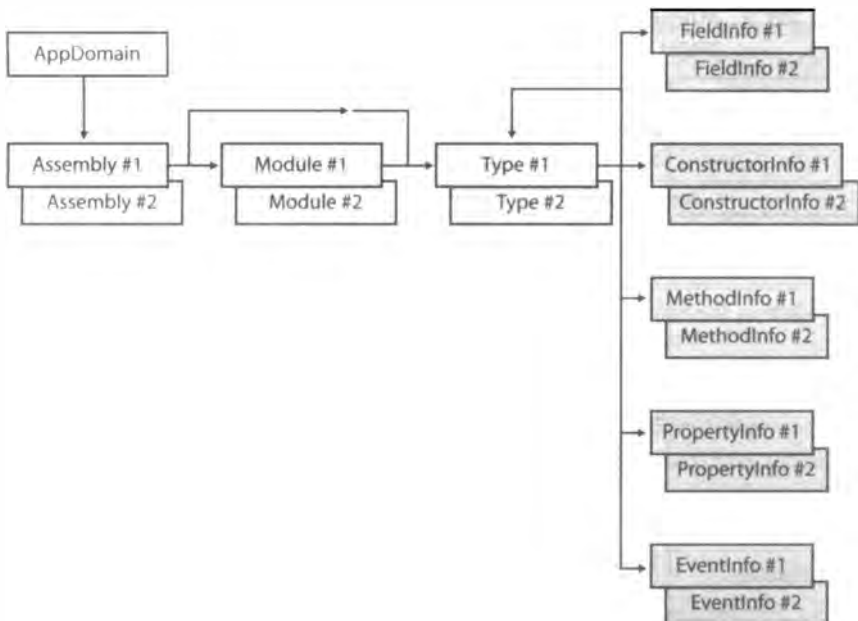 AppDomain
Assembly #1
Assembly #2
Module #1
Module #2
Type #1
Type #2
FieldInfo #1
FieldInfo #2
ConstructorInfo #1
ConstructorInfo #2
MethodInfo #1
MethodInfo #2
PropertyInfo #1
PropertyInfo #2
EventInfo #1
EventInfo #2